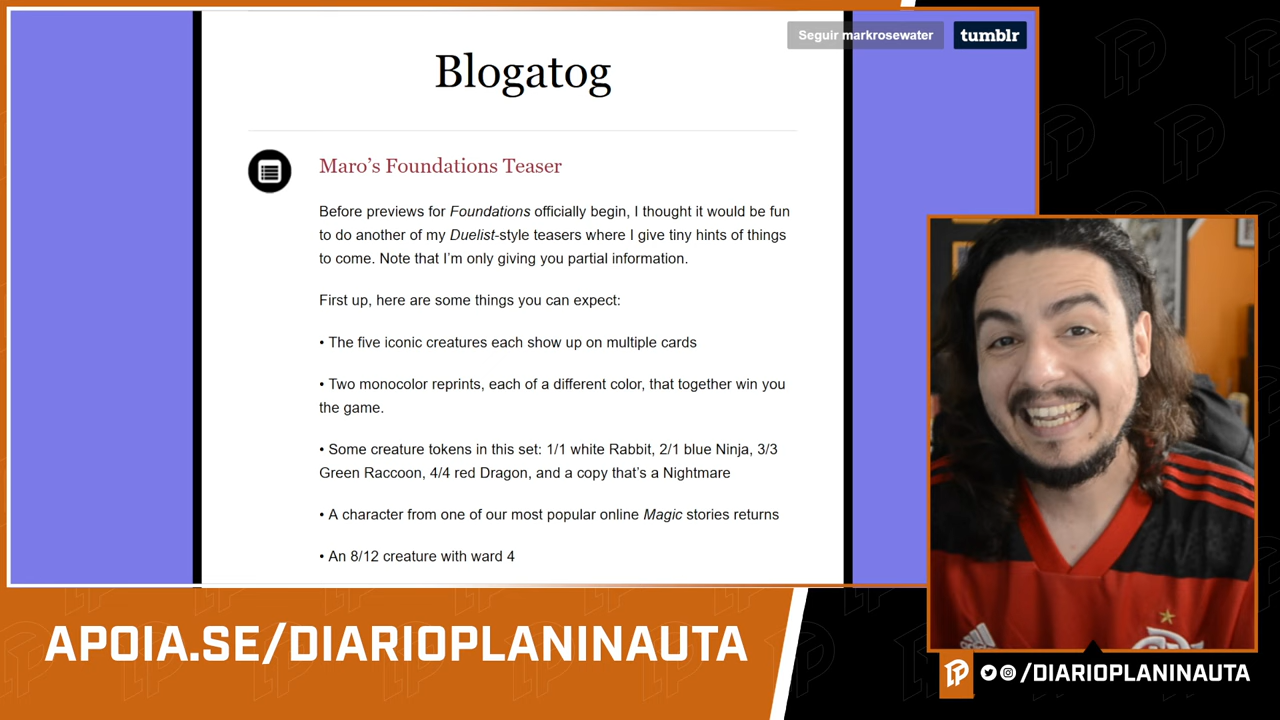 Seguir markrosewater
tumblr
Blogatog
Maro’s Foundations Teaser
Before previews for Foundations officially begin, I thought it would be fun
to do another of my Duelist-style teasers where I give tiny hints of things
to come. Note that I’m only giving you partial information.
First up, here are some things you can expect:
• The five iconic creatures each show up on multiple cards
• Two monocolor reprints, each of a different color, that together win you
the game.
• Some creature tokens in this set: 1/1 white Rabbit, 2/1 blue Ninja, 3/3
Green Raccoon, 4/4 red Dragon, and a copy that’s a Nightmare
• A character from one of our most popular online Magic stories returns
• An 8/12 creature with ward 4
APOIA.SE/DIARIOPLANINAUTA
/DIARIOPLANINAUTA